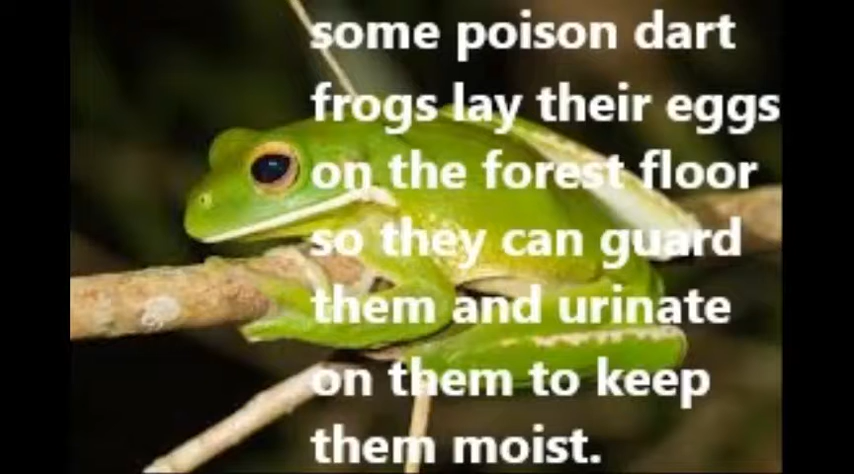 some poison dart
frogs lay their eggs
on the forest floor
so they can guard
them and urinate
on them to keep
them moist.